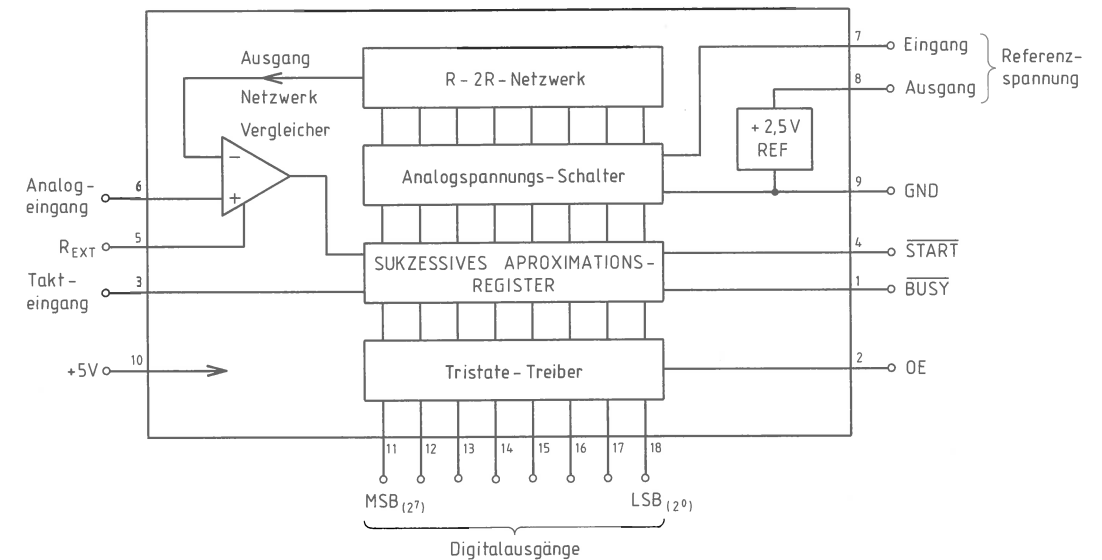 Ausgang
Netzwerk
Vergleicher
R-2R-Netzwerk
Analogspannungs-Schalter
SUKZESSIVES APROXIMATIONS-
REGISTER
Tristate-Treiber
+ 2,5 V
REF
Analog-
eingang
6
R_EXT
5
Takt-
eingang
3
+5V
10
7
Eingang
8
Ausgang
Referenz-
spannung
9
GND
4
START
1
BUSY
2
OE
11 12 13 14 15 16 17 18
MSB (2⁷)
LSB (2⁰)
Digitalausgänge